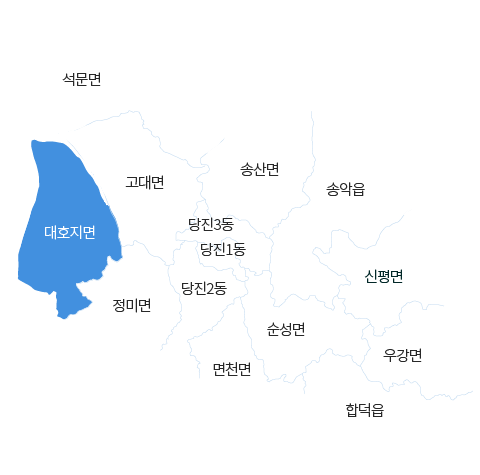 석문면
송산면
고대면
송악읍
당진3동
대호지면
당진1동
신평면
당진2동
정미면
순성면
우강면
면천면
합덕읍